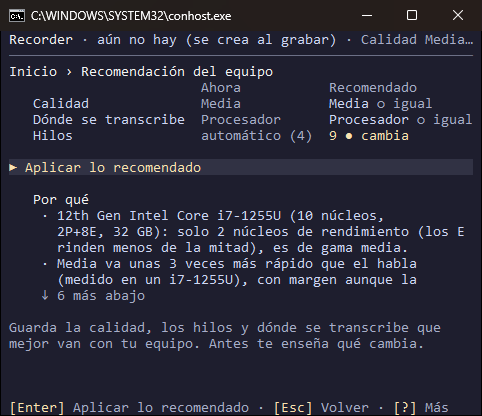 C:\WINDOWS\SYSTEM32\conhost.exe
Recorder · aún no hay (se crea al grabar) · Calidad Media…
Inicio › Recomendación del equipo
Ahora Recomendado
Calidad Media Media ○ igual
Dónde se transcribe Procesador Procesador ○ igual
Hilos automático (4) 9 ● cambia
► Aplicar lo recomendado
Por qué
· 12th Gen Intel Core i7-1255U (10 núcleos,
2P+8E, 32 GB): solo 2 núcleos de rendimiento (los E
rinden menos de la mitad), es de gama media.
· Media va unas 3 veces más rápido que el habla
(medido en un i7-1255U), con margen aunque la
↓ 6 más abajo
Guarda la calidad, los hilos y dónde se transcribe que
mejor van con tu equipo. Antes te enseña qué cambia.
[Enter] Aplicar lo recomendado · [Esc] Volver · [?] Más